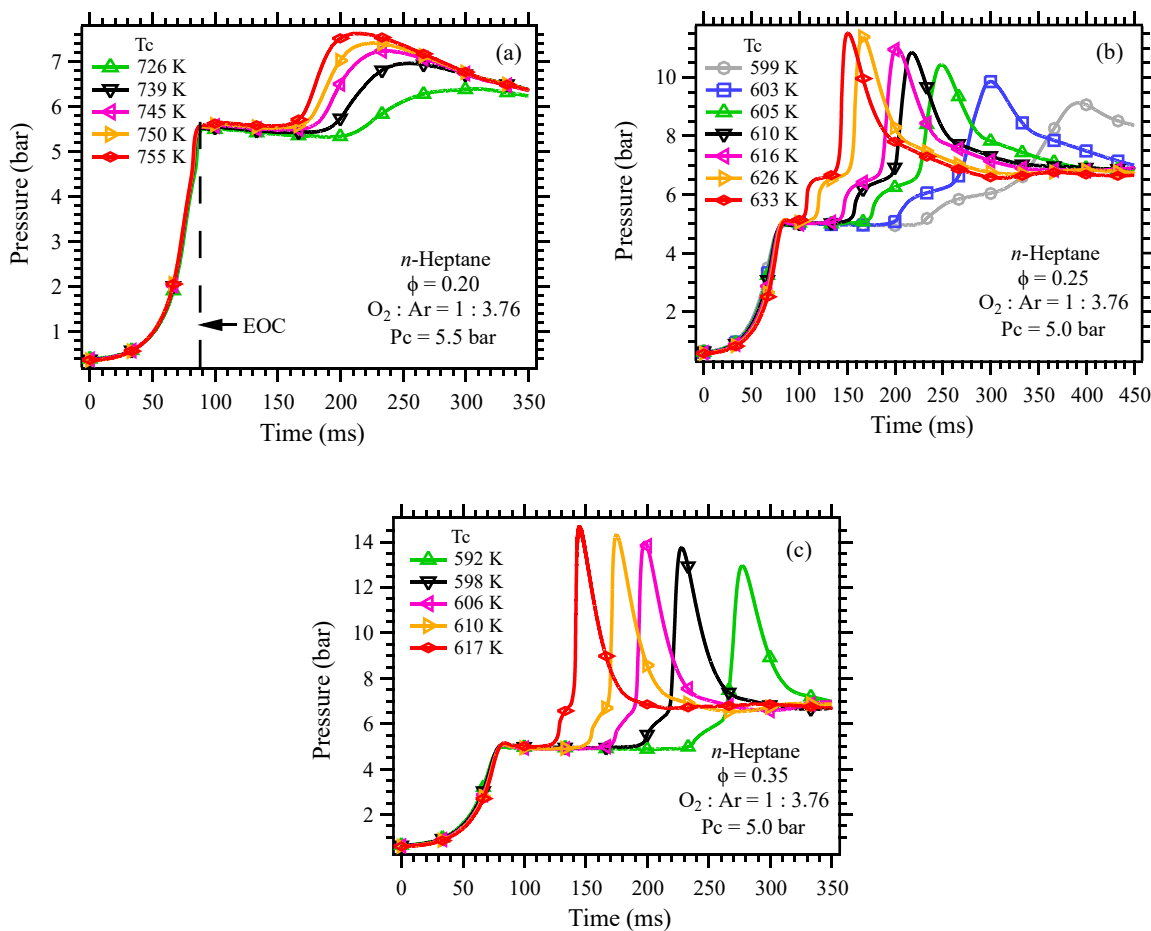 (a)
Tc
726 K
739 K
745 K
750 K
755 K
7
6
5
4
3
2
1
Pressure (bar)
EOC
n-Heptane
ϕ = 0.20
O₂ : Ar = 1 : 3.76
Pc = 5.5 bar
0 50 100 150 200 250 300 350
Time (ms)
(b)
Tc
599 K
603 K
605 K
610 K
616 K
626 K
633 K
10
8
6
4
2
Pressure (bar)
n-Heptane
ϕ = 0.25
O₂ : Ar = 1 : 3.76
Pc = 5.0 bar
0 50 100 150 200 250 300 350 400 450
Time (ms)
(c)
Tc
592 K
598 K
606 K
610 K
617 K
14
12
10
8
6
4
2
Pressure (bar)
n-Heptane
ϕ = 0.35
O₂ : Ar = 1 : 3.76
Pc = 5.0 bar
0 50 100 150 200 250 300 350
Time (ms)